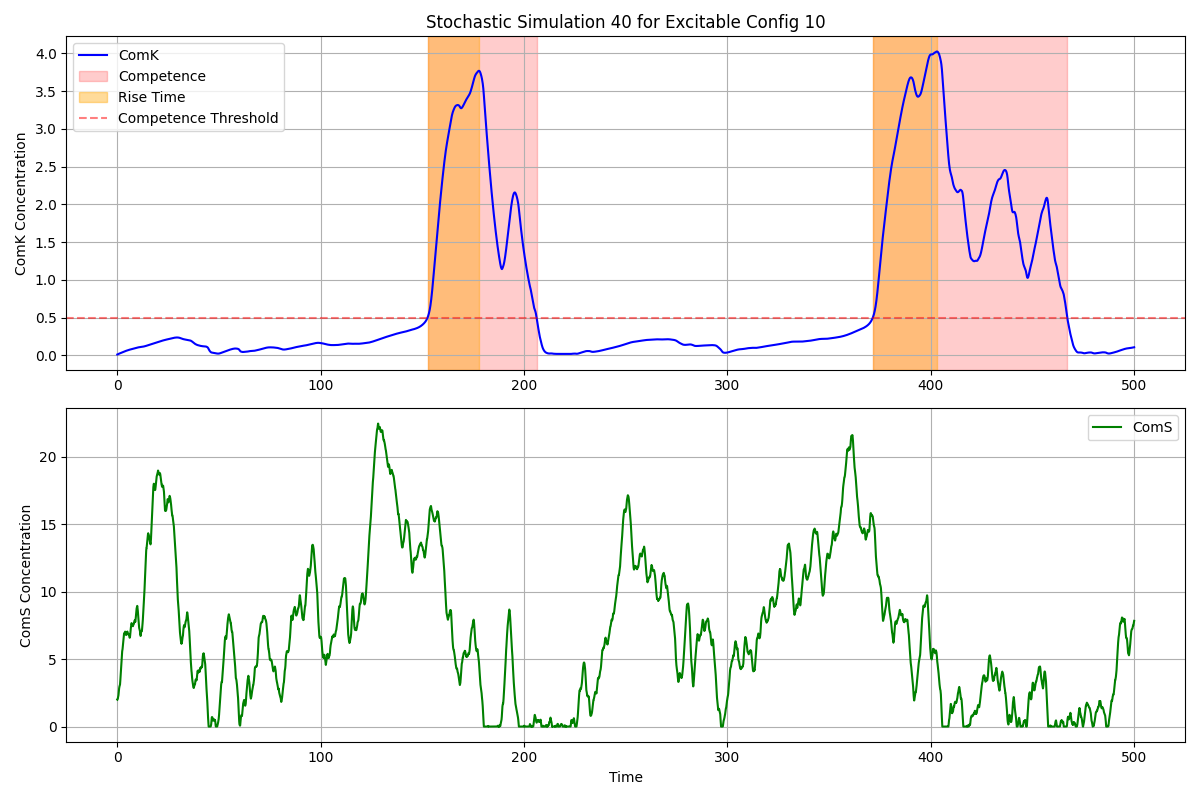 Stochastic Simulation 40 for Excitable Config 10
ComK Concentration
4.0
3.5
3.0
2.5
2.0
1.5
1.0
0.5
0.0
ComK
Competence
Rise Time
Competence Threshold
0 100 200 300 400 500
ComS Concentration
20
15
10
5
0
ComS
0 100 200 300 400 500
Time